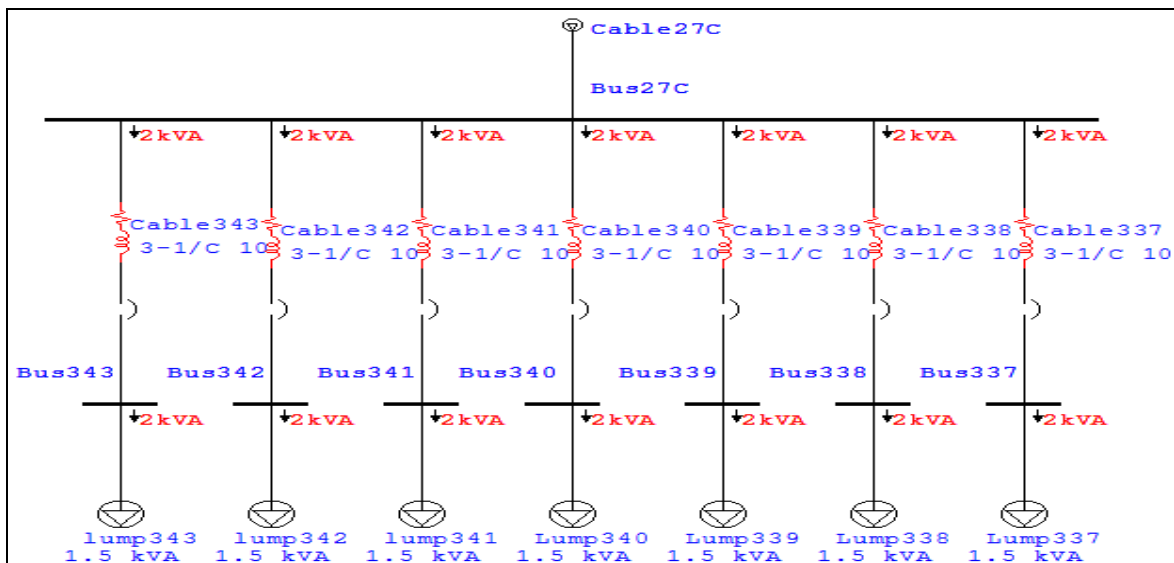 Cable27C
Bus27C
2kVA 2kVA 2kVA 2kVA 2kVA 2kVA 2kVA
Cable343 Cable342 Cable341 Cable340 Cable339 Cable338 Cable337
3-1/C 10 3-1/C 10 3-1/C 10 3-1/C 10 3-1/C 10 3-1/C 10 3-1/C 10
Bus343 Bus342 Bus341 Bus340 Bus339 Bus338 Bus337
2kVA 2kVA 2kVA 2kVA 2kVA 2kVA 2kVA
lump343 lump342 lump341 Lump340 Lump339 Lump338 Lump337
1.5 kVA 1.5 kVA 1.5 kVA 1.5 kVA 1.5 kVA 1.5 kVA 1.5 kVA